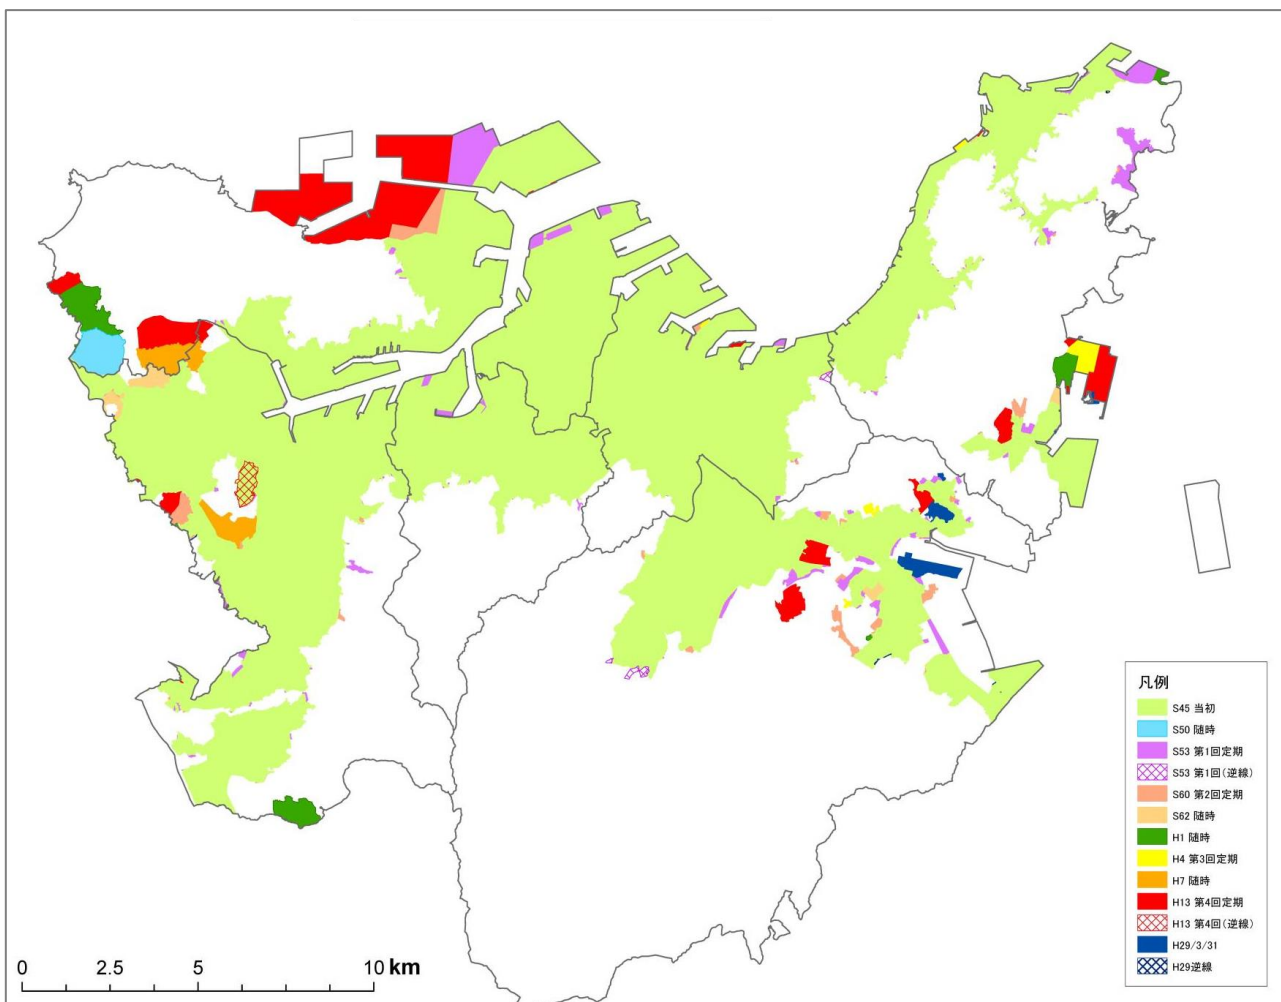 凡例
S45 当初
S50 随時
S53 第1回定期
S53 第1回(逆線)
S60 第2回定期
S62 随時
H1 随時
H4 第3回定期
H7 随時
H13 第4回定期
H13 第4回(逆線)
H29/3/31
H29逆線
0 2.5 5 10 km